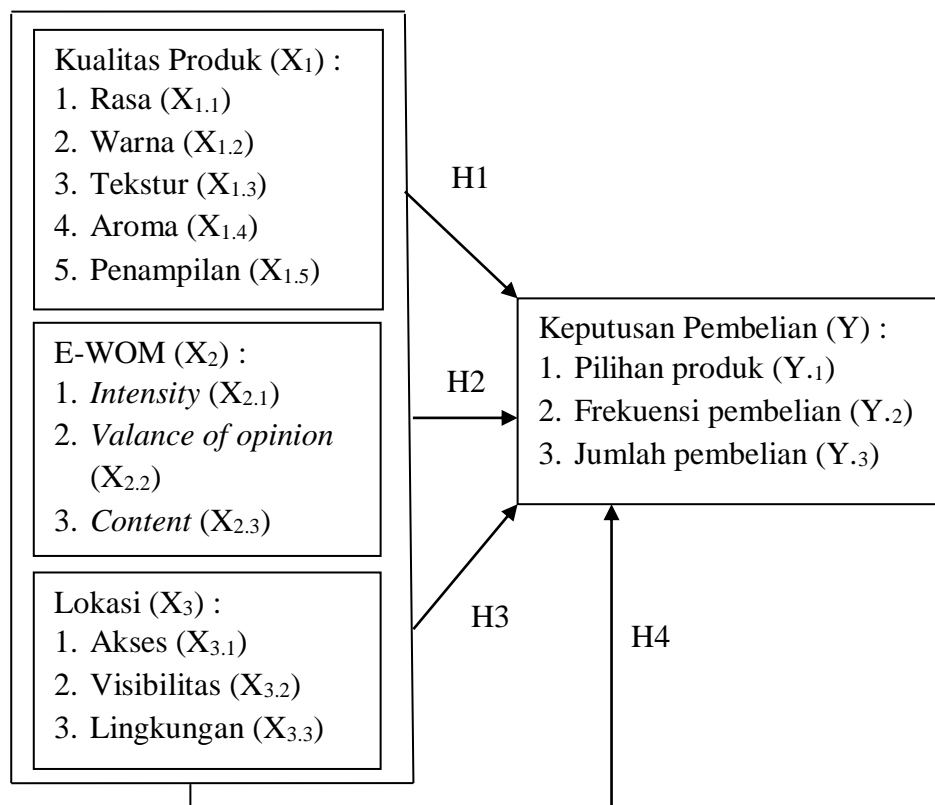 Kualitas Produk (X₁) :
1. Rasa (X₁.₁)
2. Warna (X₁.₂)
3. Tekstur (X₁.₃)
4. Aroma (X₁.₄)
5. Penampilan (X₁.₅)
E-WOM (X₂) :
1. Intensity (X₂.₁)
2. Valance of opinion
(X₂.₂)
3. Content (X₂.₃)
Lokasi (X₃) :
1. Akses (X₃.₁)
2. Visibilitas (X₃.₂)
3. Lingkungan (X₃.₃)
H1
H2
H3
H4
Keputusan Pembelian (Y) :
1. Pilihan produk (Y.₁)
2. Frekuensi pembelian (Y.₂)
3. Jumlah pembelian (Y.₃)